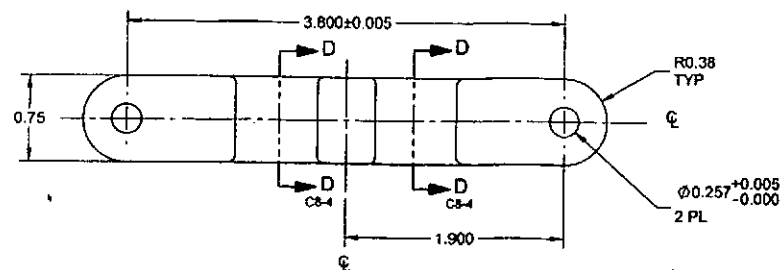 3.800±0.005
D
D
R0.38
TYP
0.75
℄
D
C8-4
D
C8-4
Ø0.257+0.005
-0.000
2 PL
1.900
℄